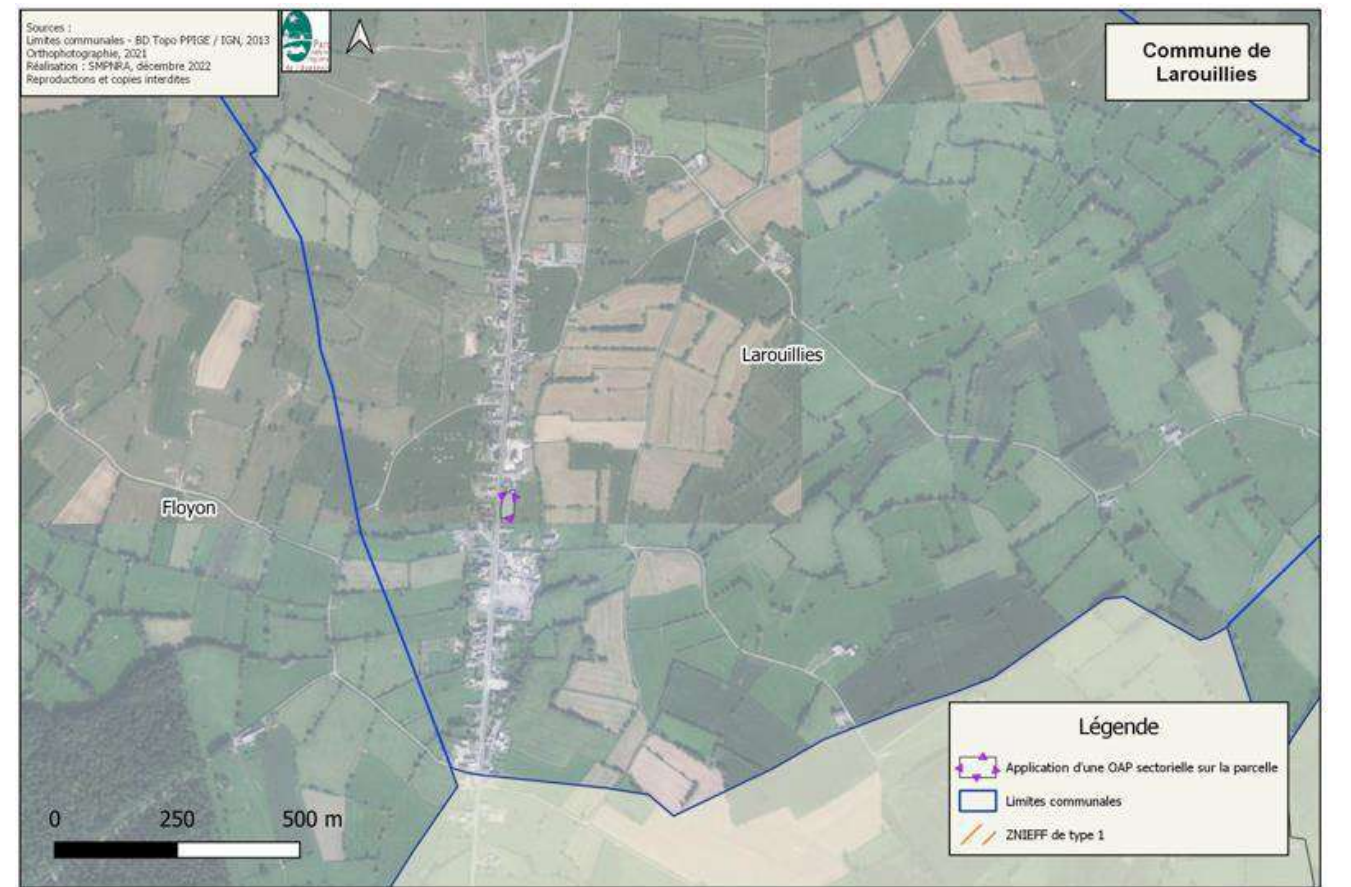 Sources :
Limites communales - BD Topo PPIGE / IGN, 2013
Orthophotographie, 2021
Réalisation : SMPNRA, décembre 2022
Reproductions et copies interdites
Parc
Commune de
Larouillies
Larouillies
Floyon
0 250 500 m
Légende
Application d'une OAP sectorielle sur la parcelle
Limites communales
ZNIEFF de type 1